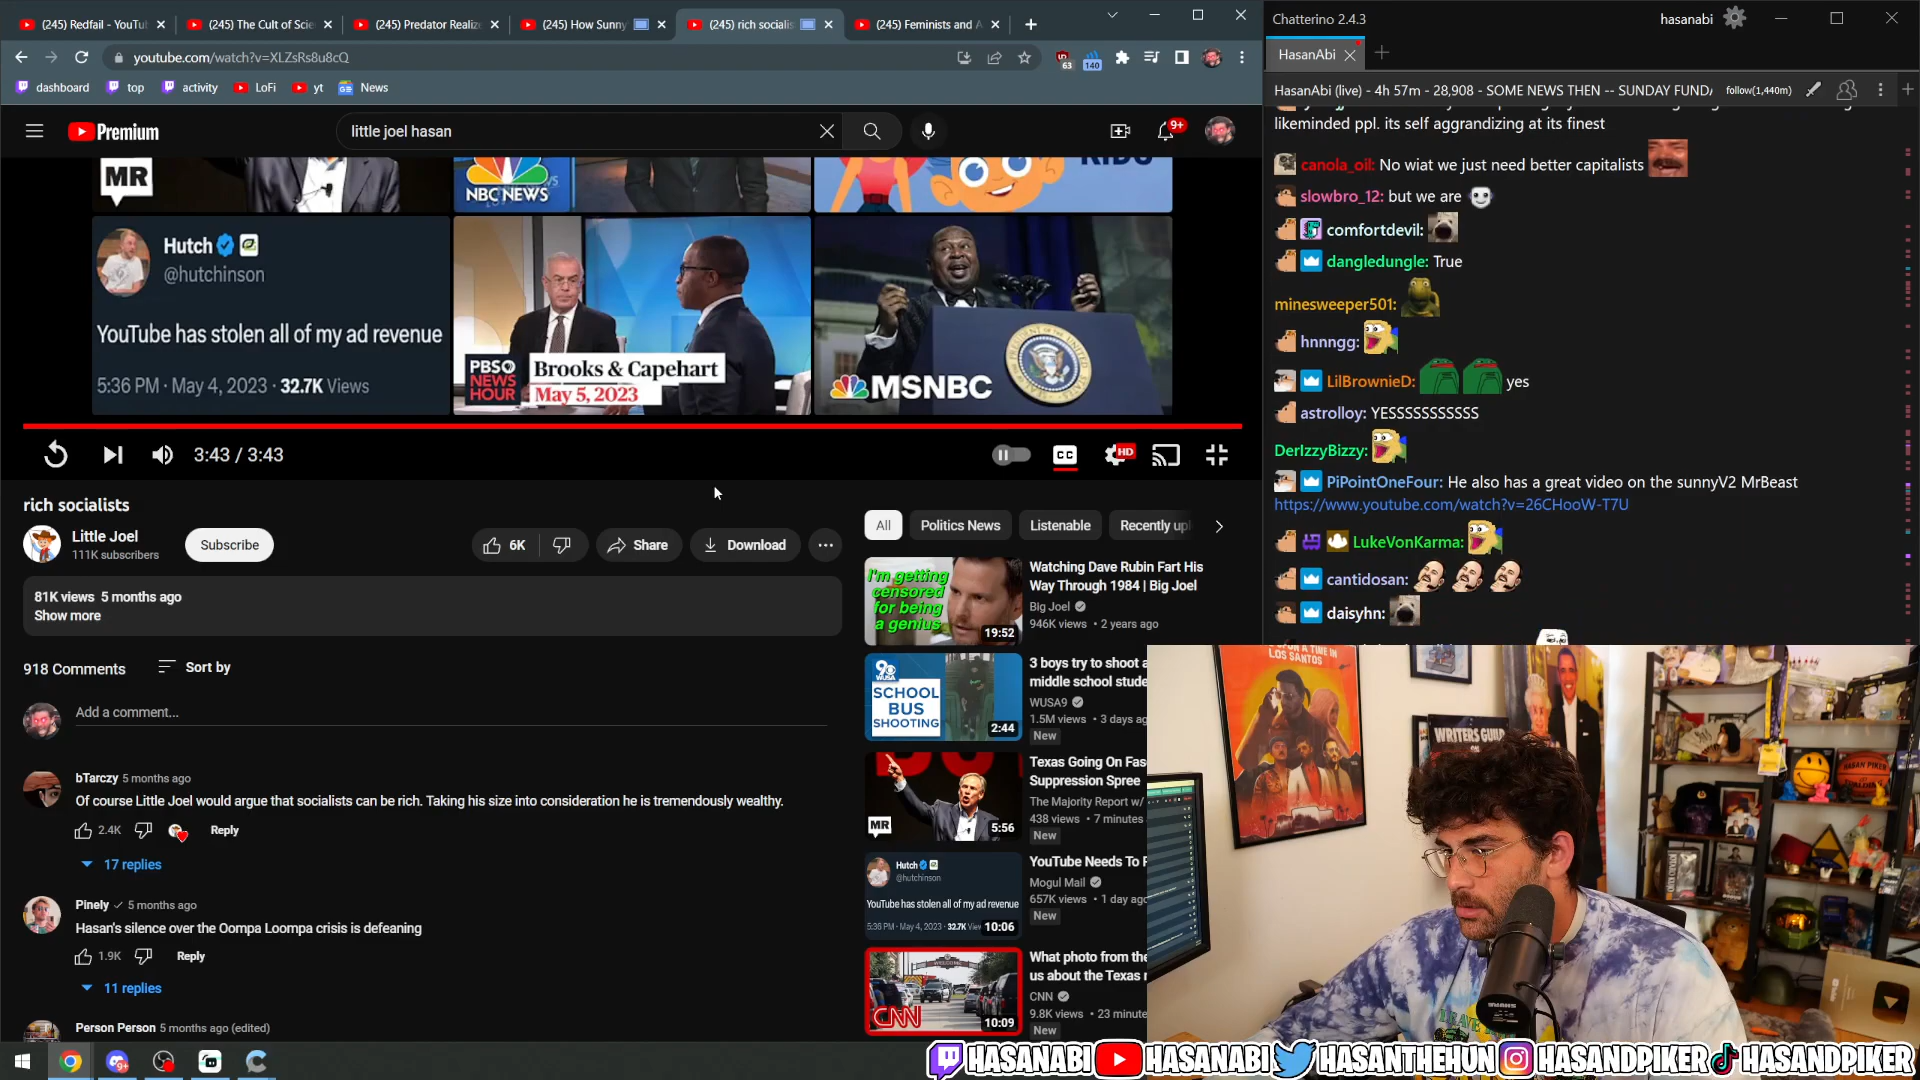 (245) Redfail - YouTu
(245) The Cult of Scie
(245) Predator Realize
(245) How Sunny
(245) rich socialis
(245) Feminists and A
youtube.com/watch?v=XLZsRs8u8cQ
63
140
dashboard
top
activity
LoFi
yt
News
Premium
little joel hasan
9+
MR
NBC NEWS
Hutch
@hutchinson
YouTube has stolen all of my ad revenue
5:36 PM · May 4, 2023 · 32.7K Views
PBS NEWS HOUR
Brooks & Capehart
May 5, 2023
MSNBC
3:43 / 3:43
CC
HD
rich socialists
Little Joel
111K subscribers
Subscribe
6K
Share
Download
81K views 5 months ago
Show more
918 Comments
Sort by
Add a comment...
bTarczy 5 months ago
Of course Little Joel would argue that socialists can be rich. Taking his size into consideration he is tremendously wealthy.
2.4K
Reply
17 replies
Pinely 5 months ago
Hasan's silence over the Oompa Loompa crisis is defeaning
1.9K
Reply
11 replies
Person Person 5 months ago (edited)
All
Politics News
Listenable
Recently upl
I'm getting censored for being a genius
19:52
Watching Dave Rubin Fart His
Way Through 1984 | Big Joel
Big Joel
946K views • 2 years ago
9 WUSA
SCHOOL BUS SHOOTING
2:44
3 boys try to shoot a
middle school stude
WUSA9
1.5M views • 3 days ag
New
MR
5:56
Texas Going On Fas
Suppression Spree
The Majority Report w/
438 views • 7 minutes
New
Hutch
@hutchinson
YouTube has stolen all of my ad revenue
5:36 PM · May 4, 2023 · 32.7K Views
10:06
YouTube Needs To
Mogul Mail
657K views • 1 day ago
New
CNN
10:09
What photo from the
us about the Texas
CNN
9.8K views • 23 minute
New
Chatterino 2.4.3
hasanabi
HasanAbi
HasanAbi (live) - 4h 57m - 28,908 - SOME NEWS THEN -- SUNDAY FUND
follow(1,440m)
likeminded ppl. its self aggrandizing at its finest
canola_oil: No wiat we just need better capitalists
slowbro_12: but we are
comfortdevil:
dangledungle: True
minesweeper501:
hnnngg:
LilBrownieD: yes
astrolloy: YESSSSSSSSSSS
DerIzzyBizzy:
PiPointOneFour: He also has a great video on the sunnyV2 MrBeast
https://www.youtube.com/watch?v=26CHooW-T7U
LukeVonKarma:
cantidosan:
daisyhn:
LOS SANTOS
WRITERS GUILD
HASAN PIKER
9+
HASANABI
HASANABI
HASANTHEHUN
HASANDPIKER
HASANDPIKER